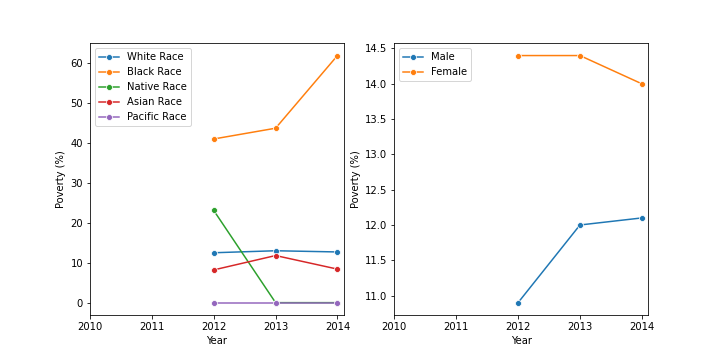 White Race
Black Race
Native Race
Asian Race
Pacific Race
60
50
40
30
20
10
0
Poverty (%)
2010 2011 2012 2013 2014
Year
Male
Female
14.5
14.0
13.5
13.0
12.5
12.0
11.5
11.0
Poverty (%)
2010 2011 2012 2013 2014
Year